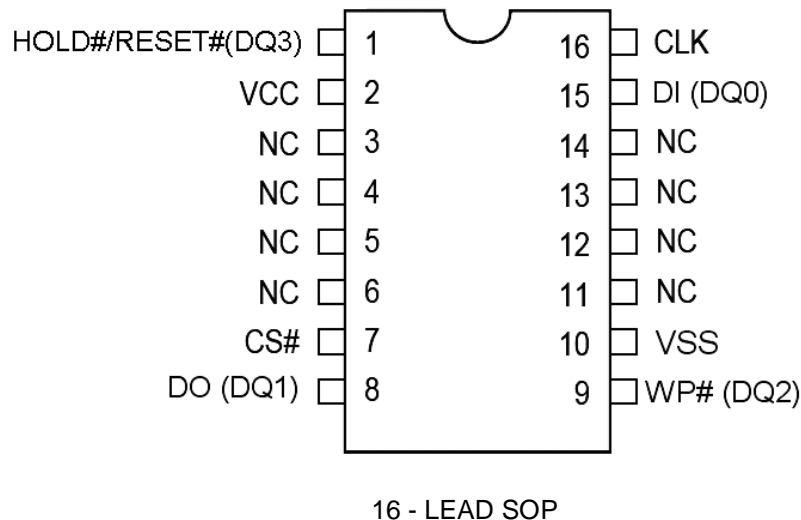 HOLD#/RESET#(DQ3) 1 16 CLK
VCC 2 15 DI (DQ0)
NC 3 14 NC
NC 4 13 NC
NC 5 12 NC
NC 6 11 NC
CS# 7 10 VSS
DO (DQ1) 8 9 WP# (DQ2)
16 - LEAD SOP